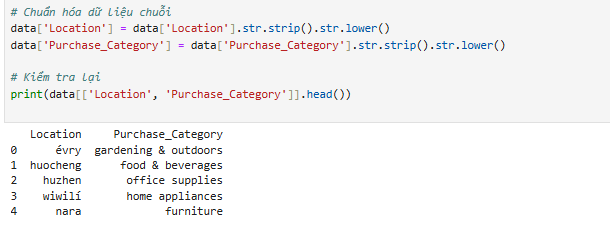 # Chuẩn hóa dữ liệu chuỗi
data['Location'] = data['Location'].str.strip().str.lower()
data['Purchase_Category'] = data['Purchase_Category'].str.strip().str.lower()
# Kiểm tra lại
print(data[['Location', 'Purchase_Category']].head())
Location Purchase_Category
0 évry gardening & outdoors
1 huocheng food & beverages
2 huzhen office supplies
3 wiwilí home appliances
4 nara furniture